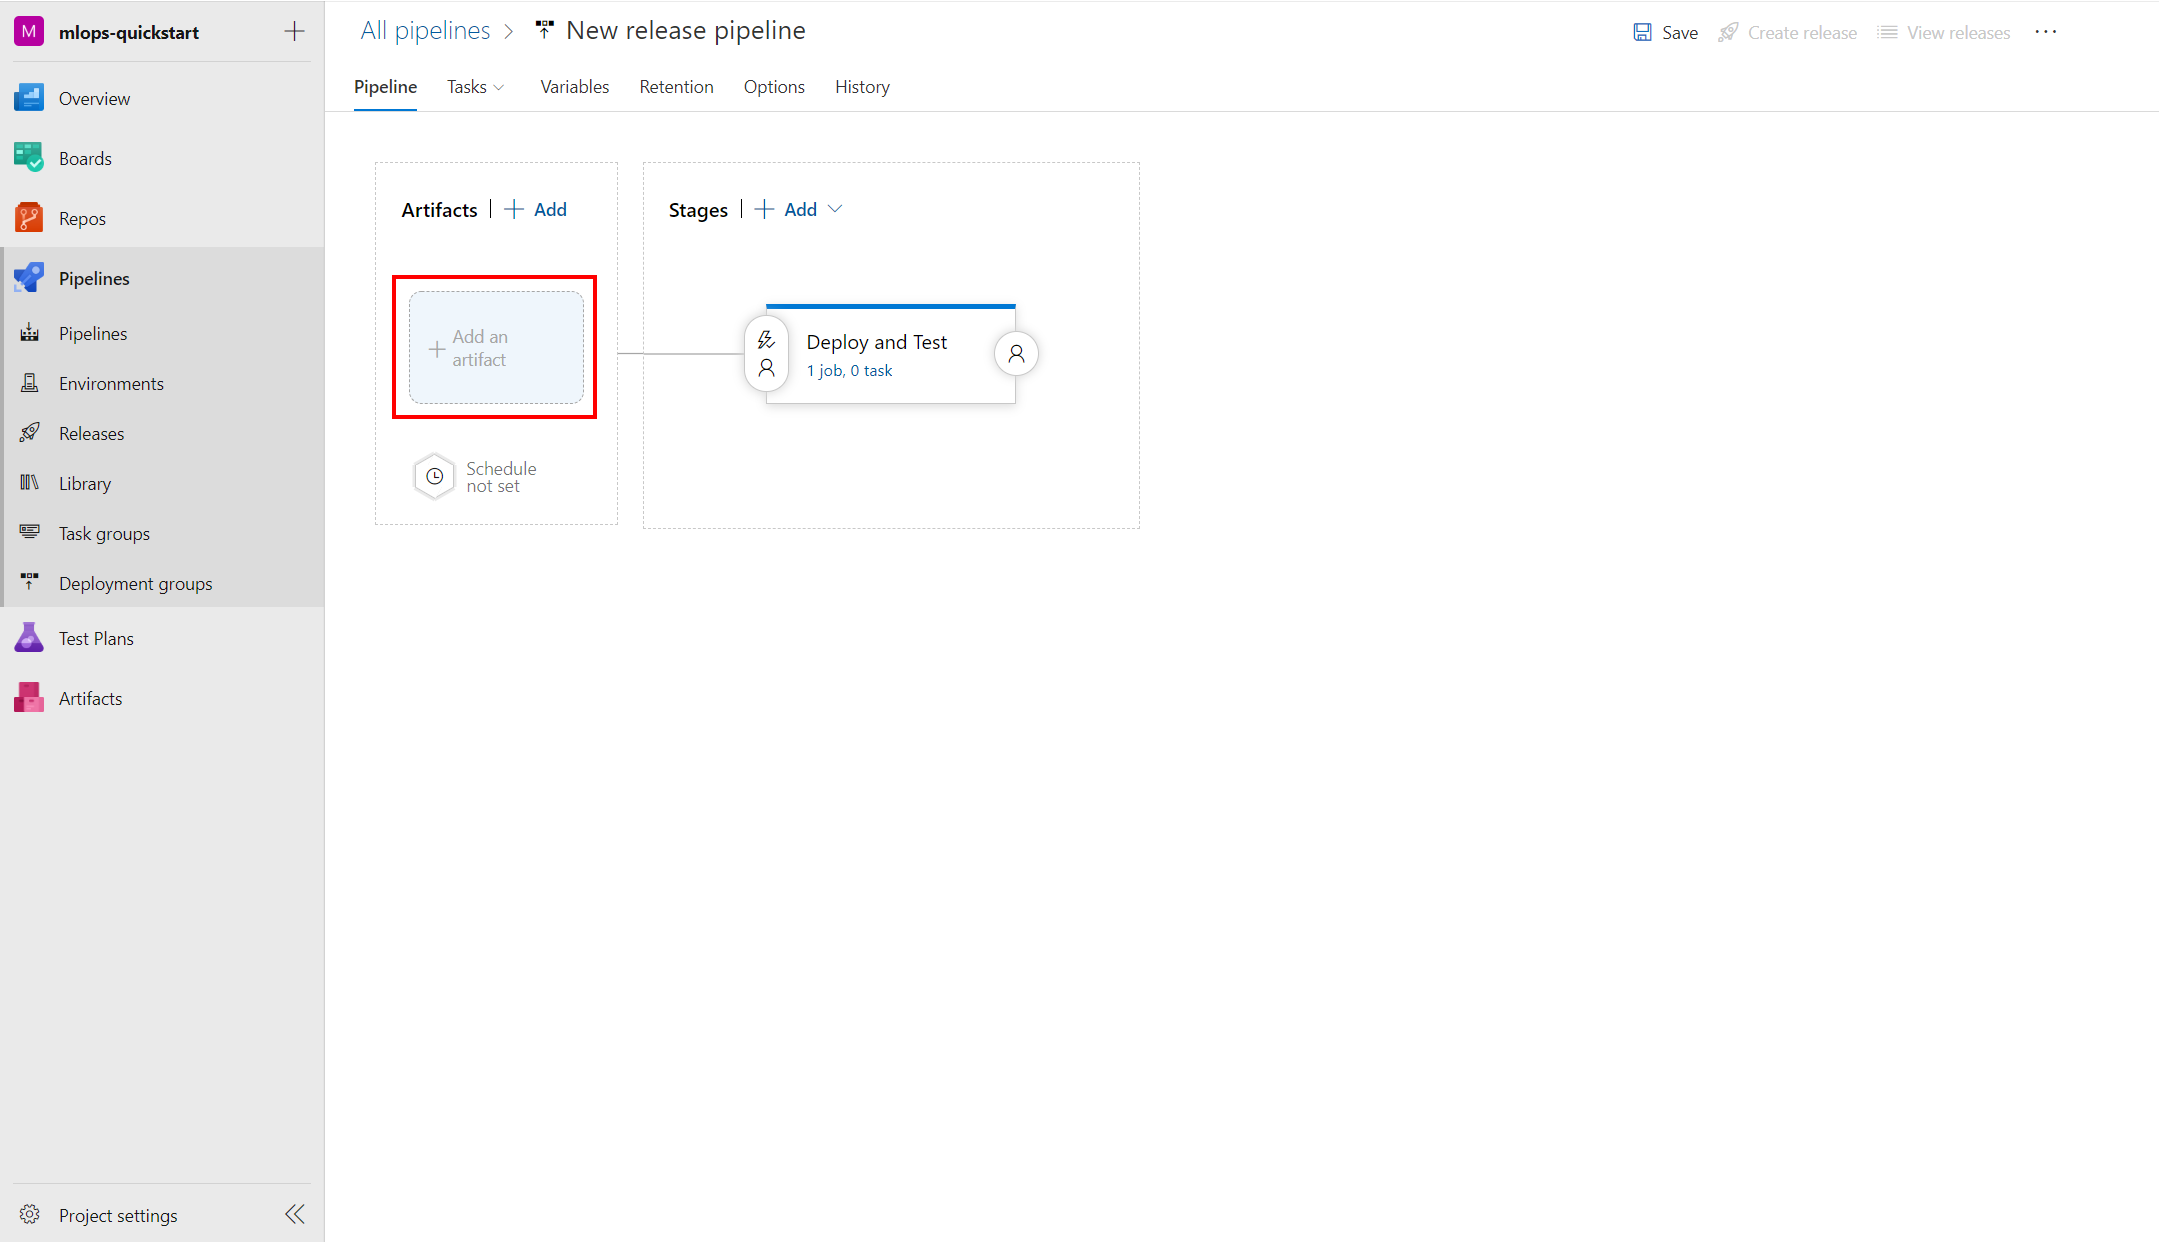 M mlops-quickstart
All pipelines > New release pipeline
Save Create release View releases ...
Pipeline Tasks Variables Retention Options History
Overview
Boards
Repos
Pipelines
Pipelines
Environments
Releases
Library
Task groups
Deployment groups
Test Plans
Artifacts
Project settings
Artifacts | + Add
+ Add an
artifact
Schedule
not set
Stages | + Add
Deploy and Test
1 job, 0 task